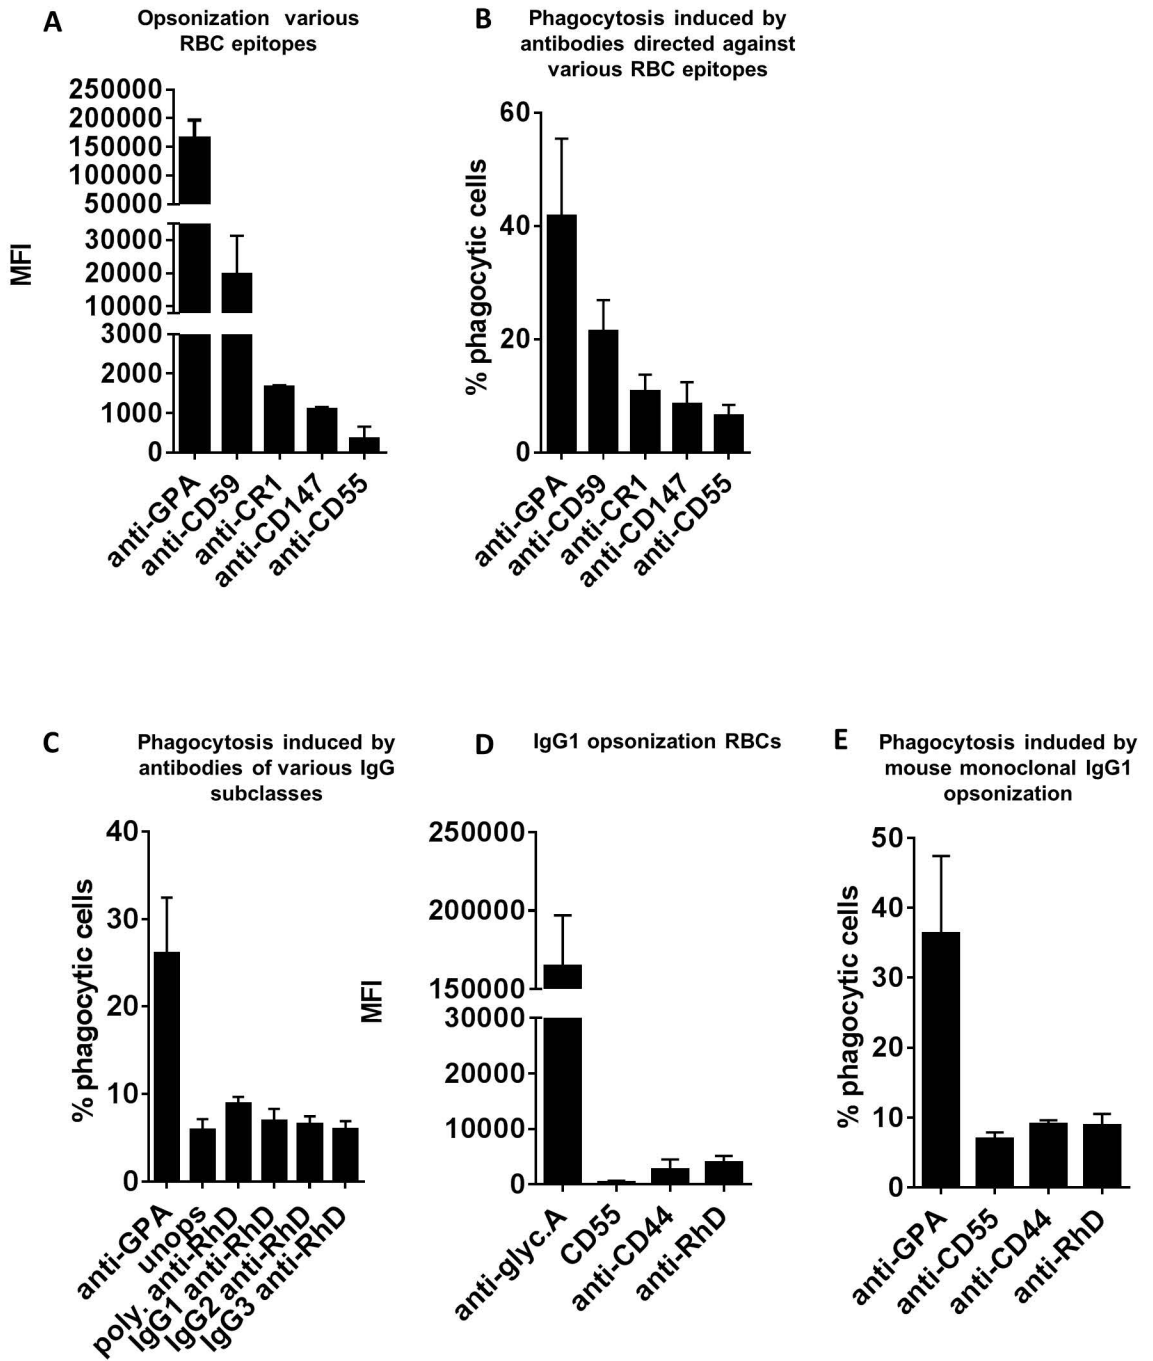 A
Opsonization various
RBC epitopes
250000
200000
150000
100000
50000
30000
20000
10000
3000
2000
1000
0
MFI
anti-GPA
anti-CD59
anti-CR1
anti-CD147
anti-CD55
B
Phagocytosis induced by
antibodies directed against
various RBC epitopes
60
40
20
0
% phagocytic cells
anti-GPA
anti-CD59
anti-CR1
anti-CD147
anti-CD55
C
Phagocytosis induced by
antibodies of various IgG
subclasses
40
30
20
10
0
% phagocytic cells
anti-GPA
unops
poly. anti-RhD
IgG1 anti-RhD
IgG2 anti-RhD
IgG3 anti-RhD
D
IgG1 opsonization RBCs
250000
200000
150000
30000
20000
10000
0
MFI
anti-glyc.A
CD55
anti-CD44
anti-RhD
E
Phagocytosis induded by
mouse monoclonal IgG1
opsonization
50
40
30
20
10
0
% phagocytic cells
anti-GPA
anti-CD55
anti-CD44
anti-RhD